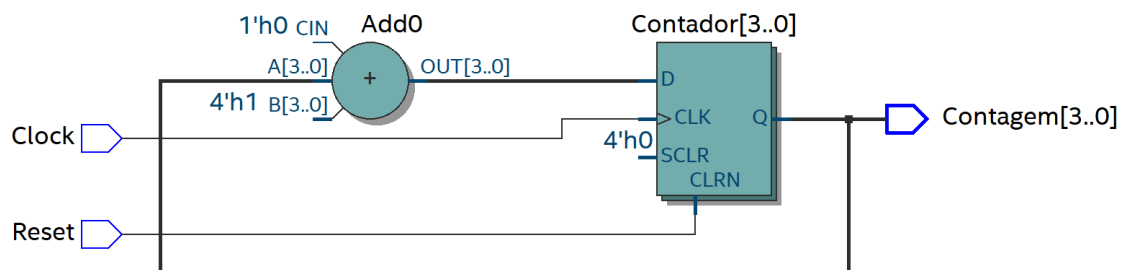 1'h0 CIN
Add0
Contador[3..0]
A[3..0]
+
OUT[3..0]
D
4'h1 B[3..0]
Clock
CLK
Q
Contagem[3..0]
4'h0
SCLR
CLRN
Reset